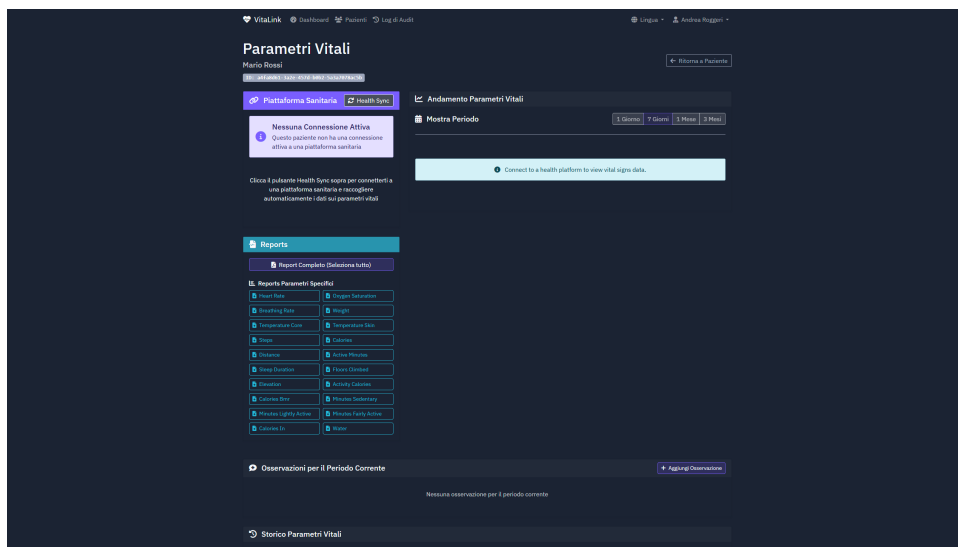 VitaLink Dashboard Pazienti Log di Audit Lingua Andrea Roggeri
Parametri Vitali
Mario Rossi
Ritorna a Paziente
Piattaforma Sanitaria Health Sync
Nessuna Connessione Attiva
Questo paziente non ha una connessione
attiva a una piattaforma sanitaria
Clicca il pulsante Health Sync sopra per connetterti a
una piattaforma sanitaria e raccogliere
automaticamente i dati sui parametri vitali
Andamento Parametri Vitali
Mostra Periodo 1 Giorno 7 Giorni 1 Mese 3 Mesi
Connect to a health platform to view vital signs data.
Reports
Report Completo (Seleziona tutto)
Reports Parametri Specifici
Heart Rate Oxygen Saturation
Breathing Rate Weight
Temperature Core Temperature Skin
Steps Calories
Distance Active Minutes
Sleep Duration Floors Climbed
Elevation Activity Calories
Calories Bmr Minutes Sedentary
Minutes Lightly Active Minutes Fairly Active
Calories In Water
Osservazioni per il Periodo Corrente + Aggiungi Osservazione
Nessuna osservazione per il periodo corrente
Storico Parametri Vitali